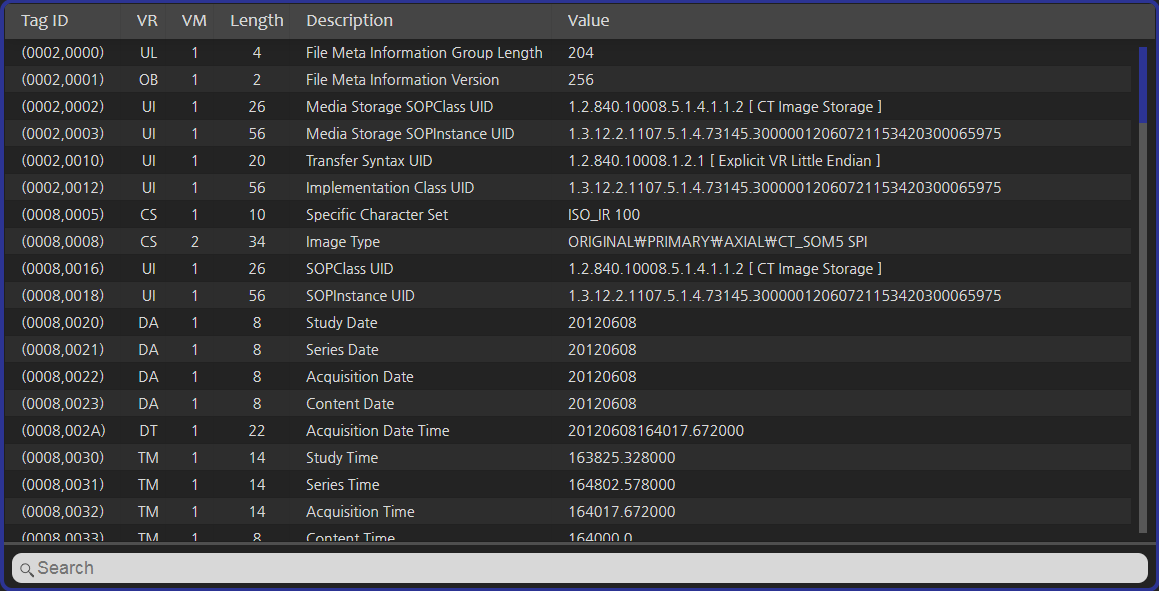 Tag ID VR VM Length Description Value
(0002,0000) UL 1 4 File Meta Information Group Length 204
(0002,0001) OB 1 2 File Meta Information Version 256
(0002,0002) UI 1 26 Media Storage SOPClass UID 1.2.840.10008.5.1.4.1.1.2 [ CT Image Storage ]
(0002,0003) UI 1 56 Media Storage SOPInstance UID 1.3.12.2.1107.5.1.4.73145.30000012060721153420300065975
(0002,0010) UI 1 20 Transfer Syntax UID 1.2.840.10008.1.2.1 [ Explicit VR Little Endian ]
(0002,0012) UI 1 56 Implementation Class UID 1.3.12.2.1107.5.1.4.73145.30000012060721153420300065975
(0008,0005) CS 1 10 Specific Character Set ISO_IR 100
(0008,0008) CS 2 34 Image Type ORIGINAL₩PRIMARY₩AXIAL₩CT_SOM5 SPI
(0008,0016) UI 1 26 SOPClass UID 1.2.840.10008.5.1.4.1.1.2 [ CT Image Storage ]
(0008,0018) UI 1 56 SOPInstance UID 1.3.12.2.1107.5.1.4.73145.30000012060721153420300065975
(0008,0020) DA 1 8 Study Date 20120608
(0008,0021) DA 1 8 Series Date 20120608
(0008,0022) DA 1 8 Acquisition Date 20120608
(0008,0023) DA 1 8 Content Date 20120608
(0008,002A) DT 1 22 Acquisition Date Time 20120608164017.672000
(0008,0030) TM 1 14 Study Time 163825.328000
(0008,0031) TM 1 14 Series Time 164802.578000
(0008,0032) TM 1 14 Acquisition Time 164017.672000
(0008,0033) TM 1 8 Content Time 164000.0
Search